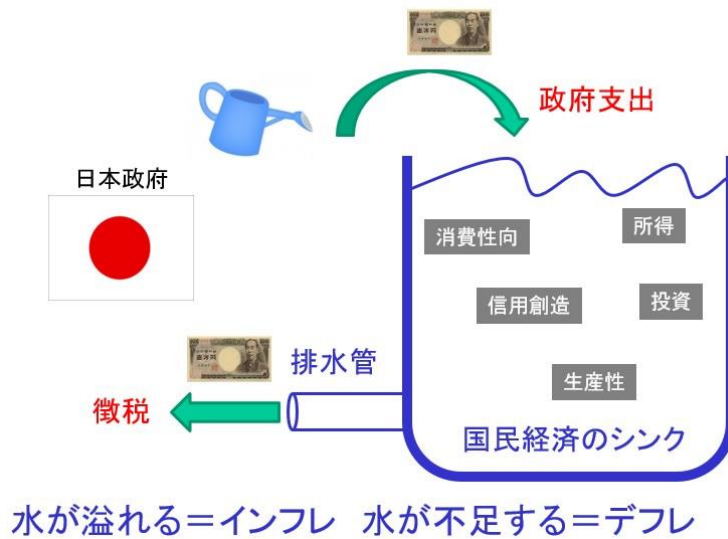 政府支出
日本政府
消費性向
所得
信用創造
投資
排水管
生産性
徴税
国民経済のシンク
水が溢れる＝インフレ 水が不足する＝デフレ